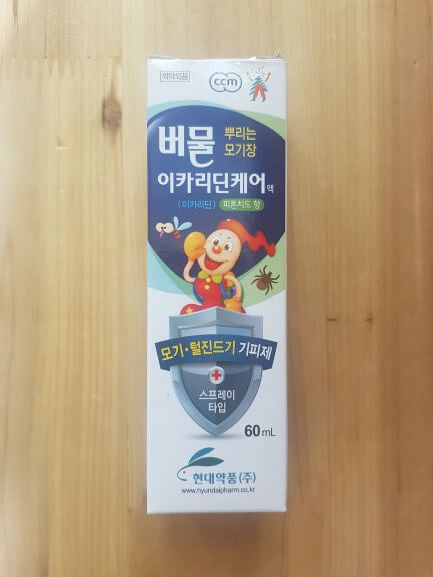 의약외품
ccm
버물
뿌리는
모기장
이카리딘케어액
(이카리딘) 피톤치드 향
모기·털진드기 기피제
스프레이
타입
60mL
현대약품(주)
www.hyundaipharm.co.kr